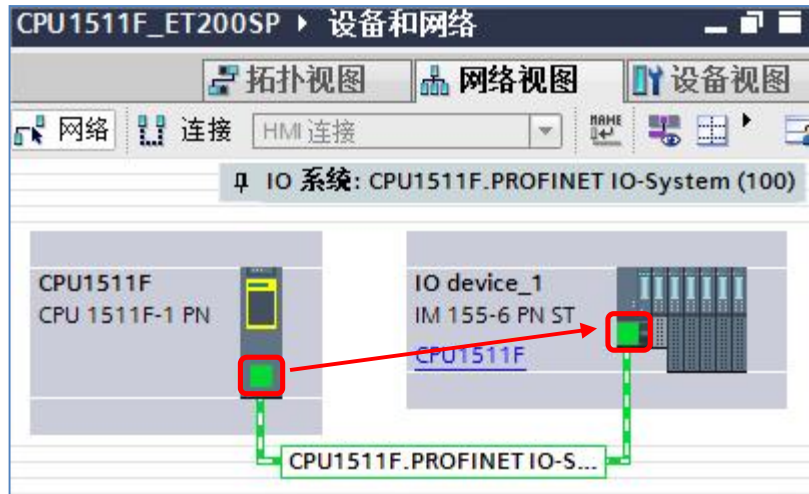 CPU1511F_ET200SP ▸ 设备和网络
拓扑视图 网络视图 设备视图
网络 连接 HMI 连接 NAME
IO 系统: CPU1511F.PROFINET IO-System (100)
CPU1511F
CPU 1511F-1 PN
IO device_1
IM 155-6 PN ST
CPU1511F
CPU1511F.PROFINET IO-S...